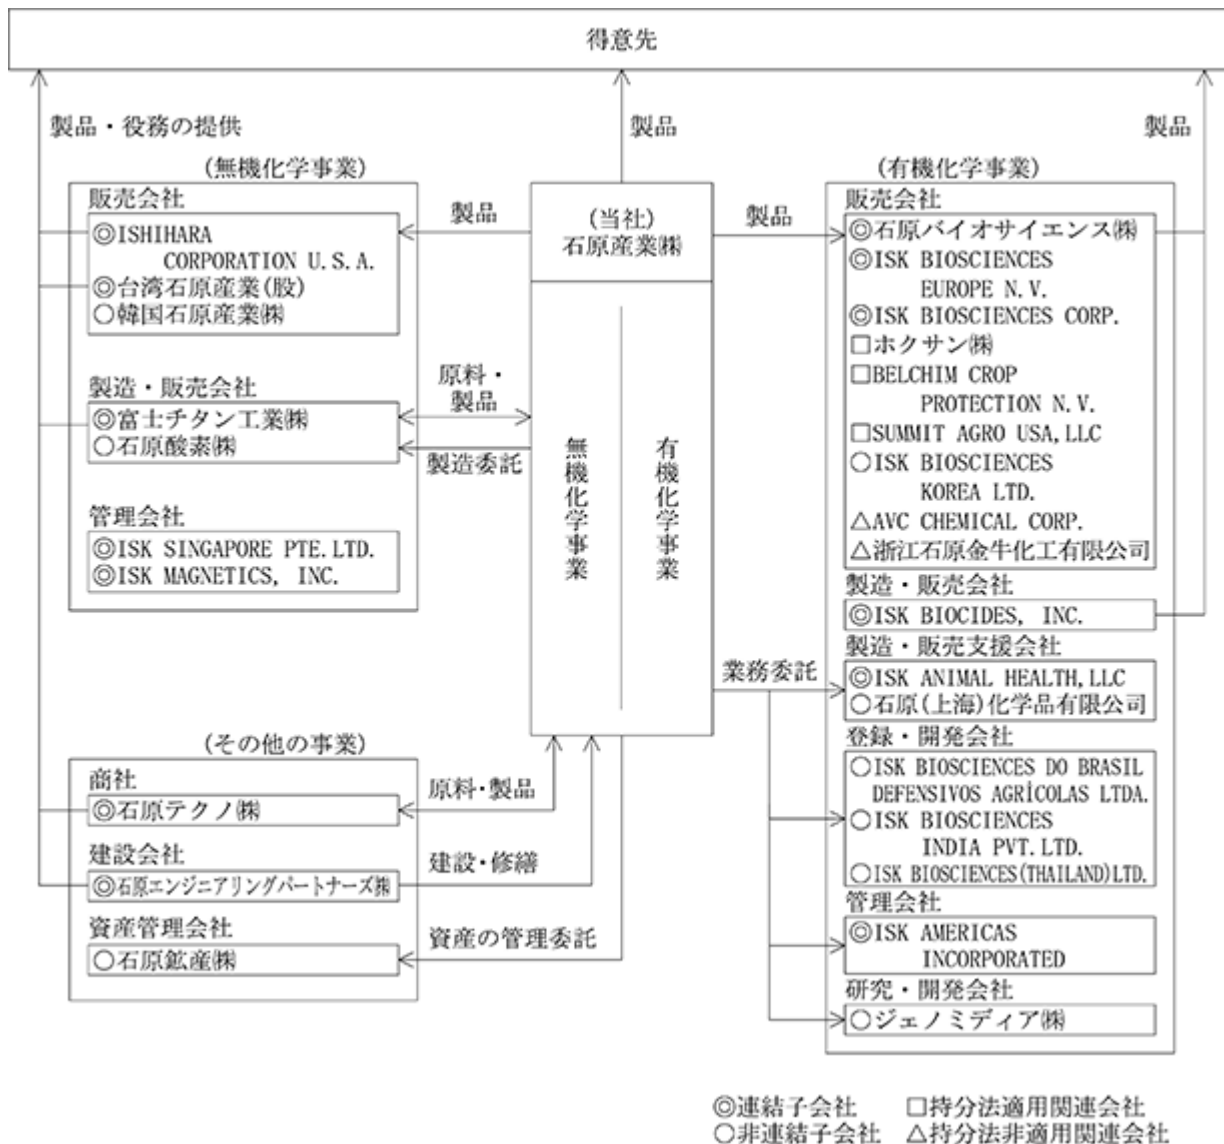 得意先
製品・役務の提供
製品
製品
(無機化学事業)
販売会社
◎ISHIHARA
CORPORATION U.S.A.
◎台湾石原産業(股)
○韓国石原産業㈱
製造・販売会社
◎富士チタン工業㈱
○石原酸素㈱
管理会社
◎ISK SINGAPORE PTE.LTD.
◎ISK MAGNETICS, INC.
製品
原料・
製品
製造委託
(当社)
石原産業㈱
無機化学事業
有機化学事業
製品
業務委託
(有機化学事業)
販売会社
◎石原バイオサイエンス㈱
◎ISK BIOSCIENCES
EUROPE N.V.
◎ISK BIOSCIENCES CORP.
□ホクサン㈱
□BELCHIM CROP
PROTECTION N.V.
□SUMMIT AGRO USA,LLC
○ISK BIOSCIENCES
KOREA LTD.
△AVC CHEMICAL CORP.
△浙江石原金牛化工有限公司
製造・販売会社
◎ISK BIOCIDES, INC.
製造・販売支援会社
◎ISK ANIMAL HEALTH,LLC
○石原(上海)化学品有限公司
登録・開発会社
○ISK BIOSCIENCES DO BRASIL
DEFENSIVOS AGRÍCOLAS LTDA.
○ISK BIOSCIENCES
INDIA PVT.LTD.
○ISK BIOSCIENCES(THAILAND)LTD.
管理会社
◎ISK AMERICAS
INCORPORATED
研究・開発会社
○ジェノミディア㈱
(その他の事業)
商社
◎石原テクノ㈱
建設会社
◎石原エンジニアリングパートナーズ㈱
資産管理会社
○石原鉱産㈱
原料・製品
建設・修繕
資産の管理委託
◎連結子会社 □持分法適用関連会社
○非連結子会社 △持分法非適用関連会社